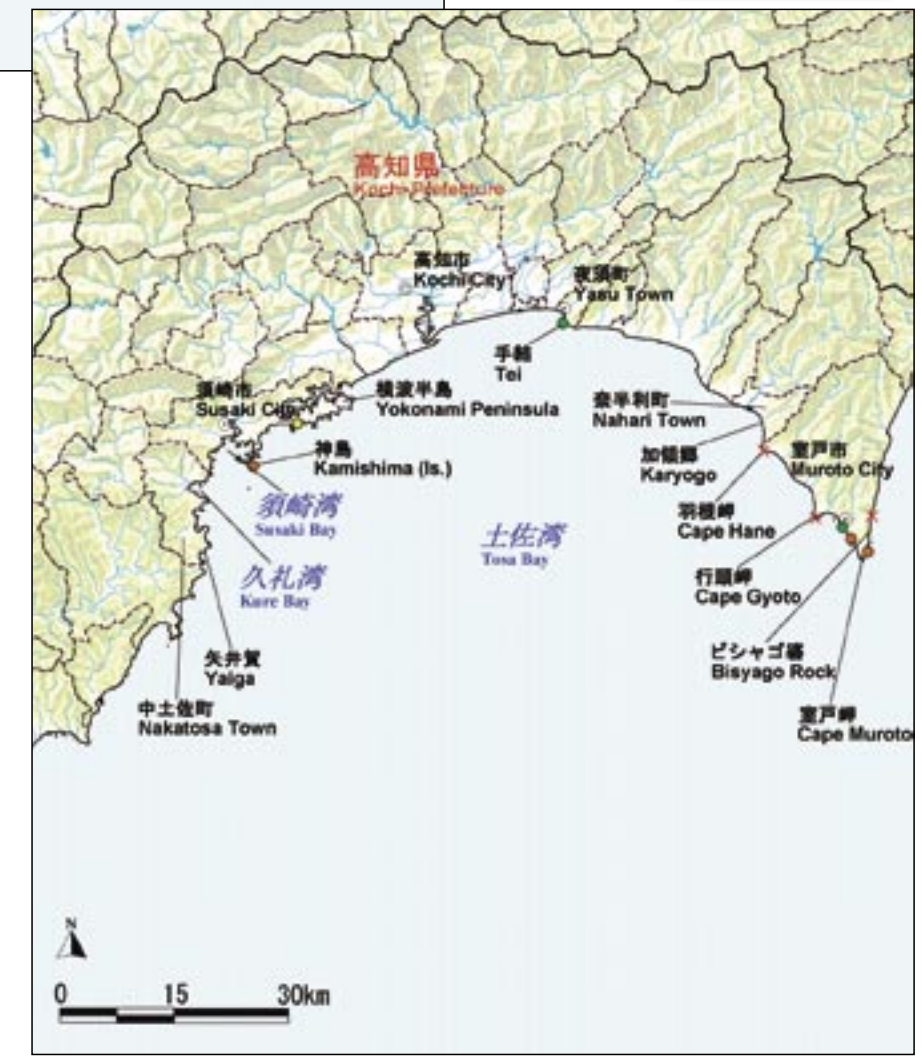 高知県
Kochi Prefecture
高知市
Kochi City
夜須町
Yasu Town
手結
Tei
須崎市
Susaki City
横波半島
Yokonami Peninsula
奈半利町
Nahari Town
神島
Kamishima (Is.)
加領郷
Karyogo
室戸市
Muroto City
須崎湾
Susaki Bay
羽根岬
Cape Hane
土佐湾
Tosa Bay
久礼湾
Kure Bay
行頭岬
Cape Gyoto
矢井賀
Yaiga
ビシャゴ
Bisyago Rock
中土佐町
Nakatosa Town
室戸岬
Cape Muroto
N
0 15 30km